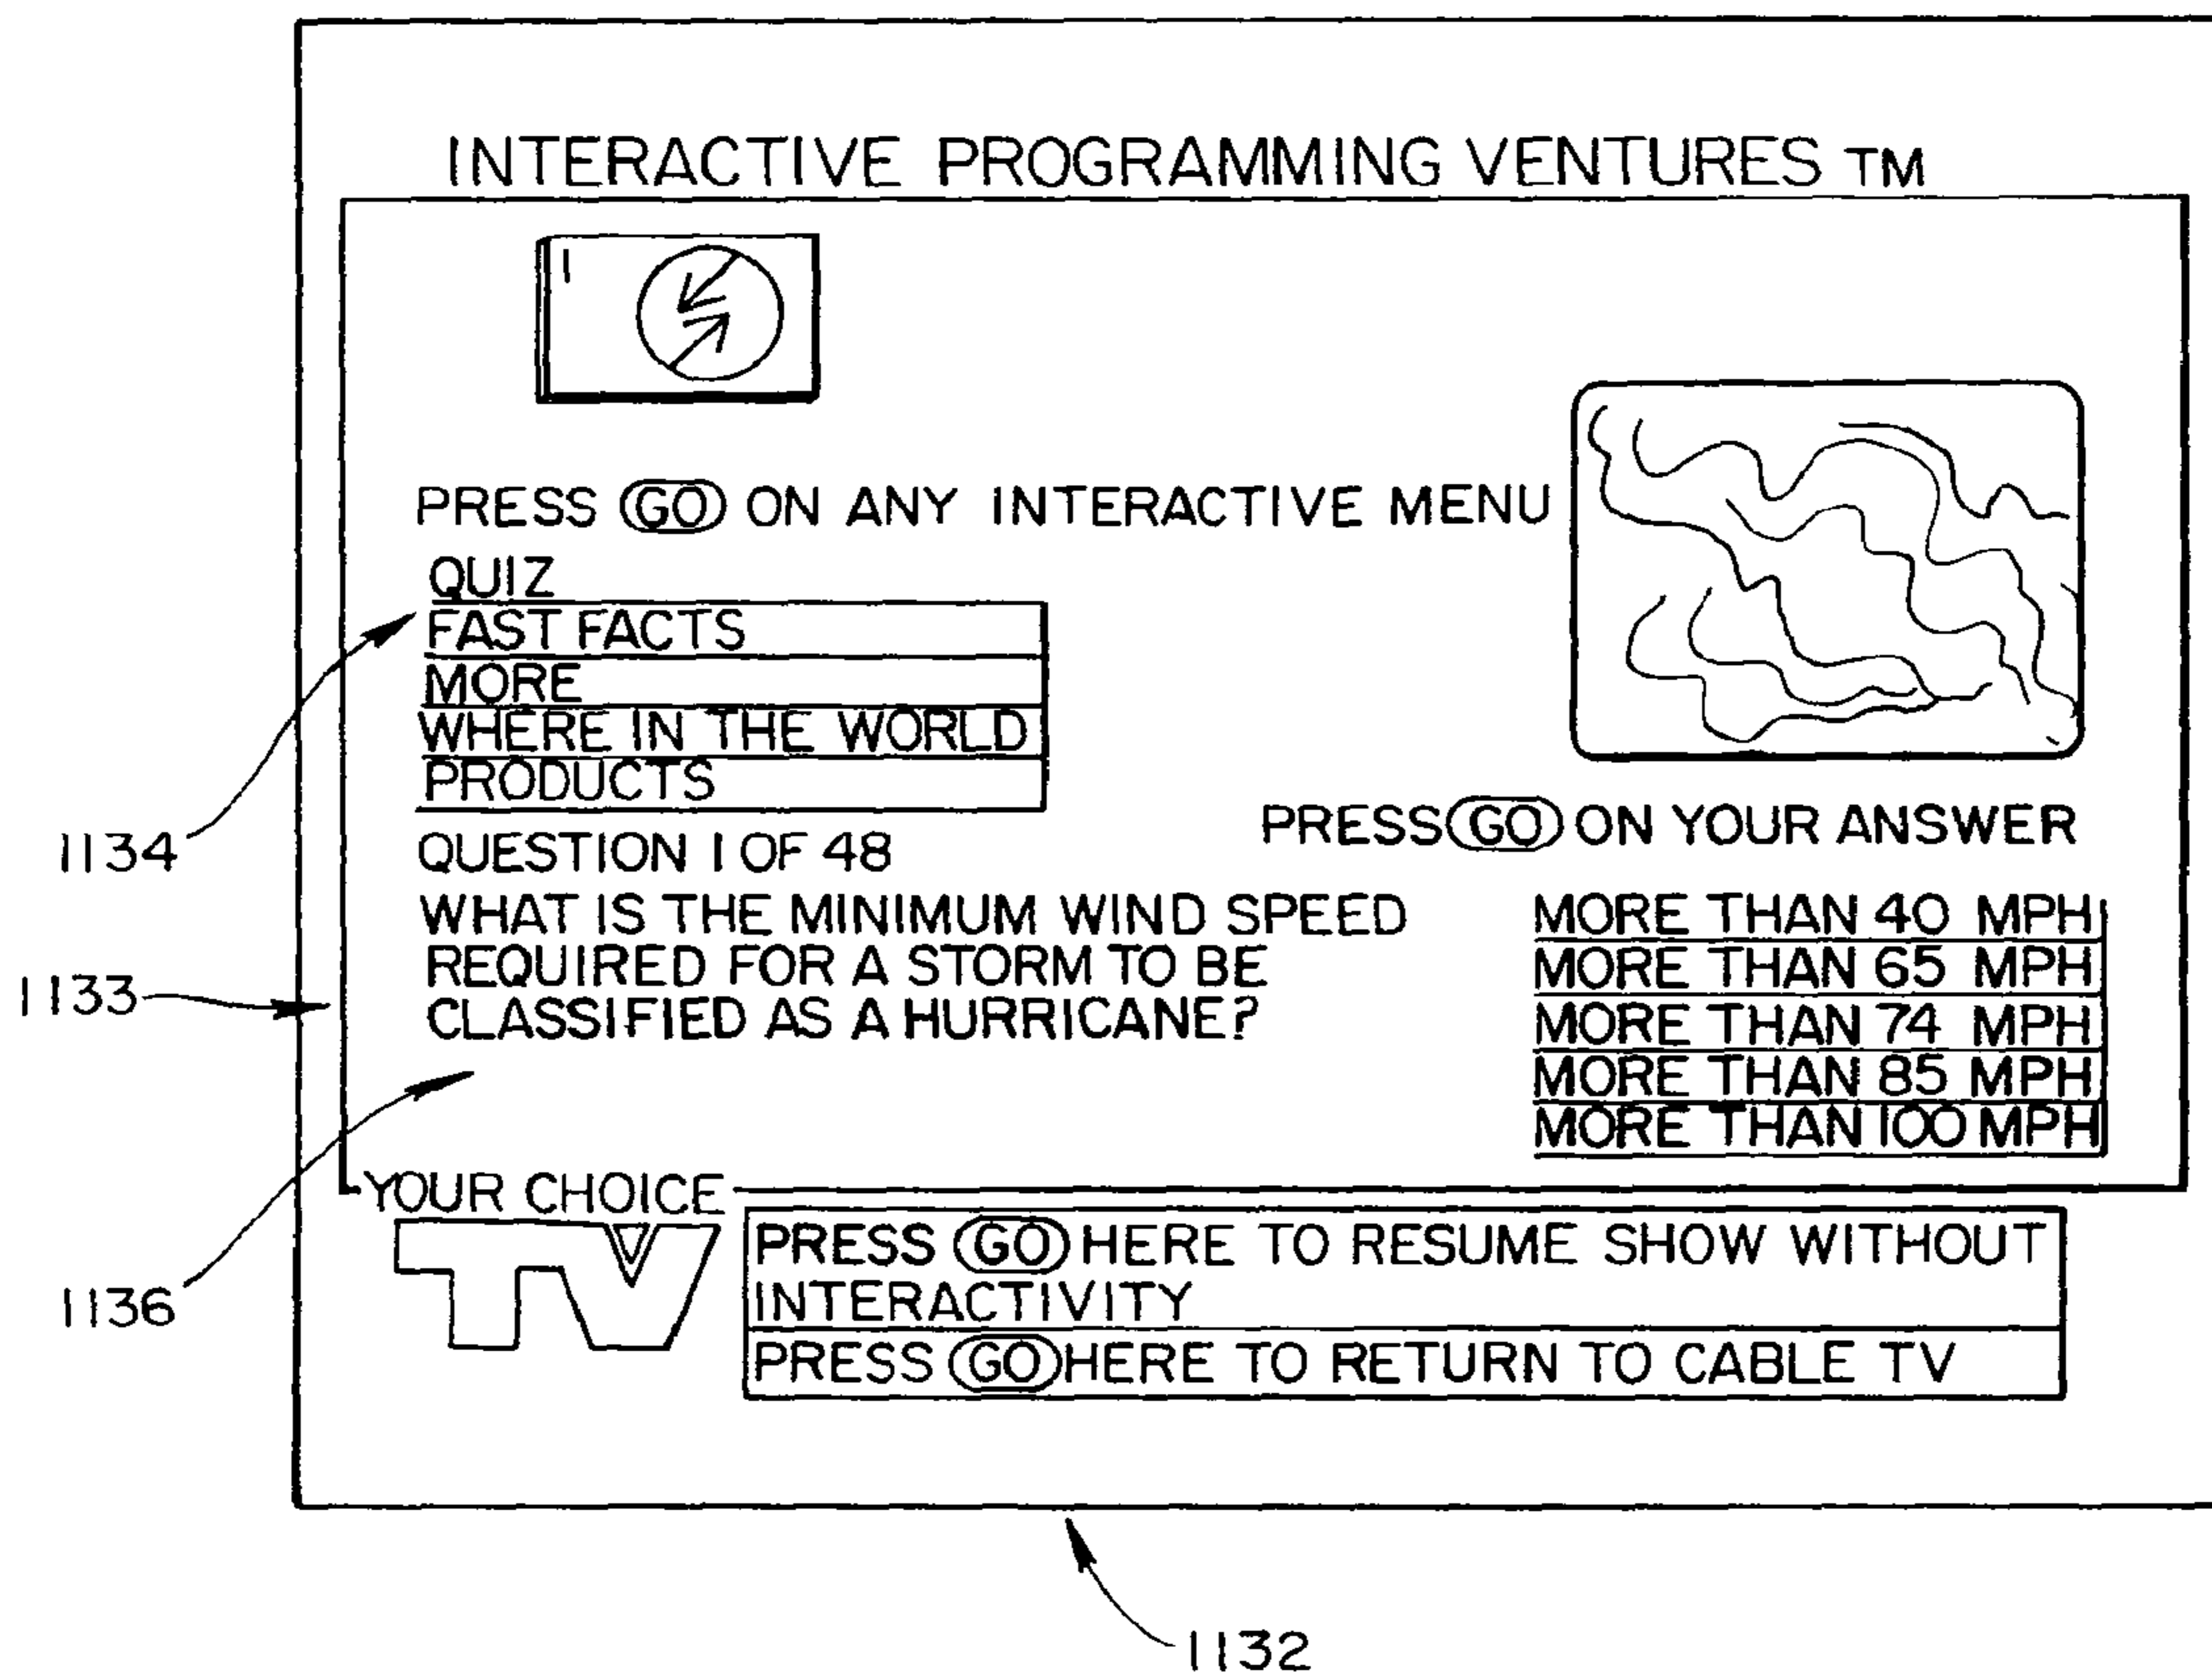 INTERACTIVE PROGRAMMING VENTURES TM
PRESS GO ON ANY INTERACTIVE MENU
QUIZ
FAST FACTS
MORE
WHERE IN THE WORLD
PRODUCTS
1134
QUESTION 1 OF 48
WHAT IS THE MINIMUM WIND SPEED
REQUIRED FOR A STORM TO BE
CLASSIFIED AS A HURRICANE?
1133
PRESS GO ON YOUR ANSWER
MORE THAN 40 MPH
MORE THAN 65 MPH
MORE THAN 74 MPH
MORE THAN 85 MPH
MORE THAN 100 MPH
1136
YOUR CHOICE
TV
PRESS GO HERE TO RESUME SHOW WITHOUT
INTERACTIVITY
PRESS GO HERE TO RETURN TO CABLE TV
1132